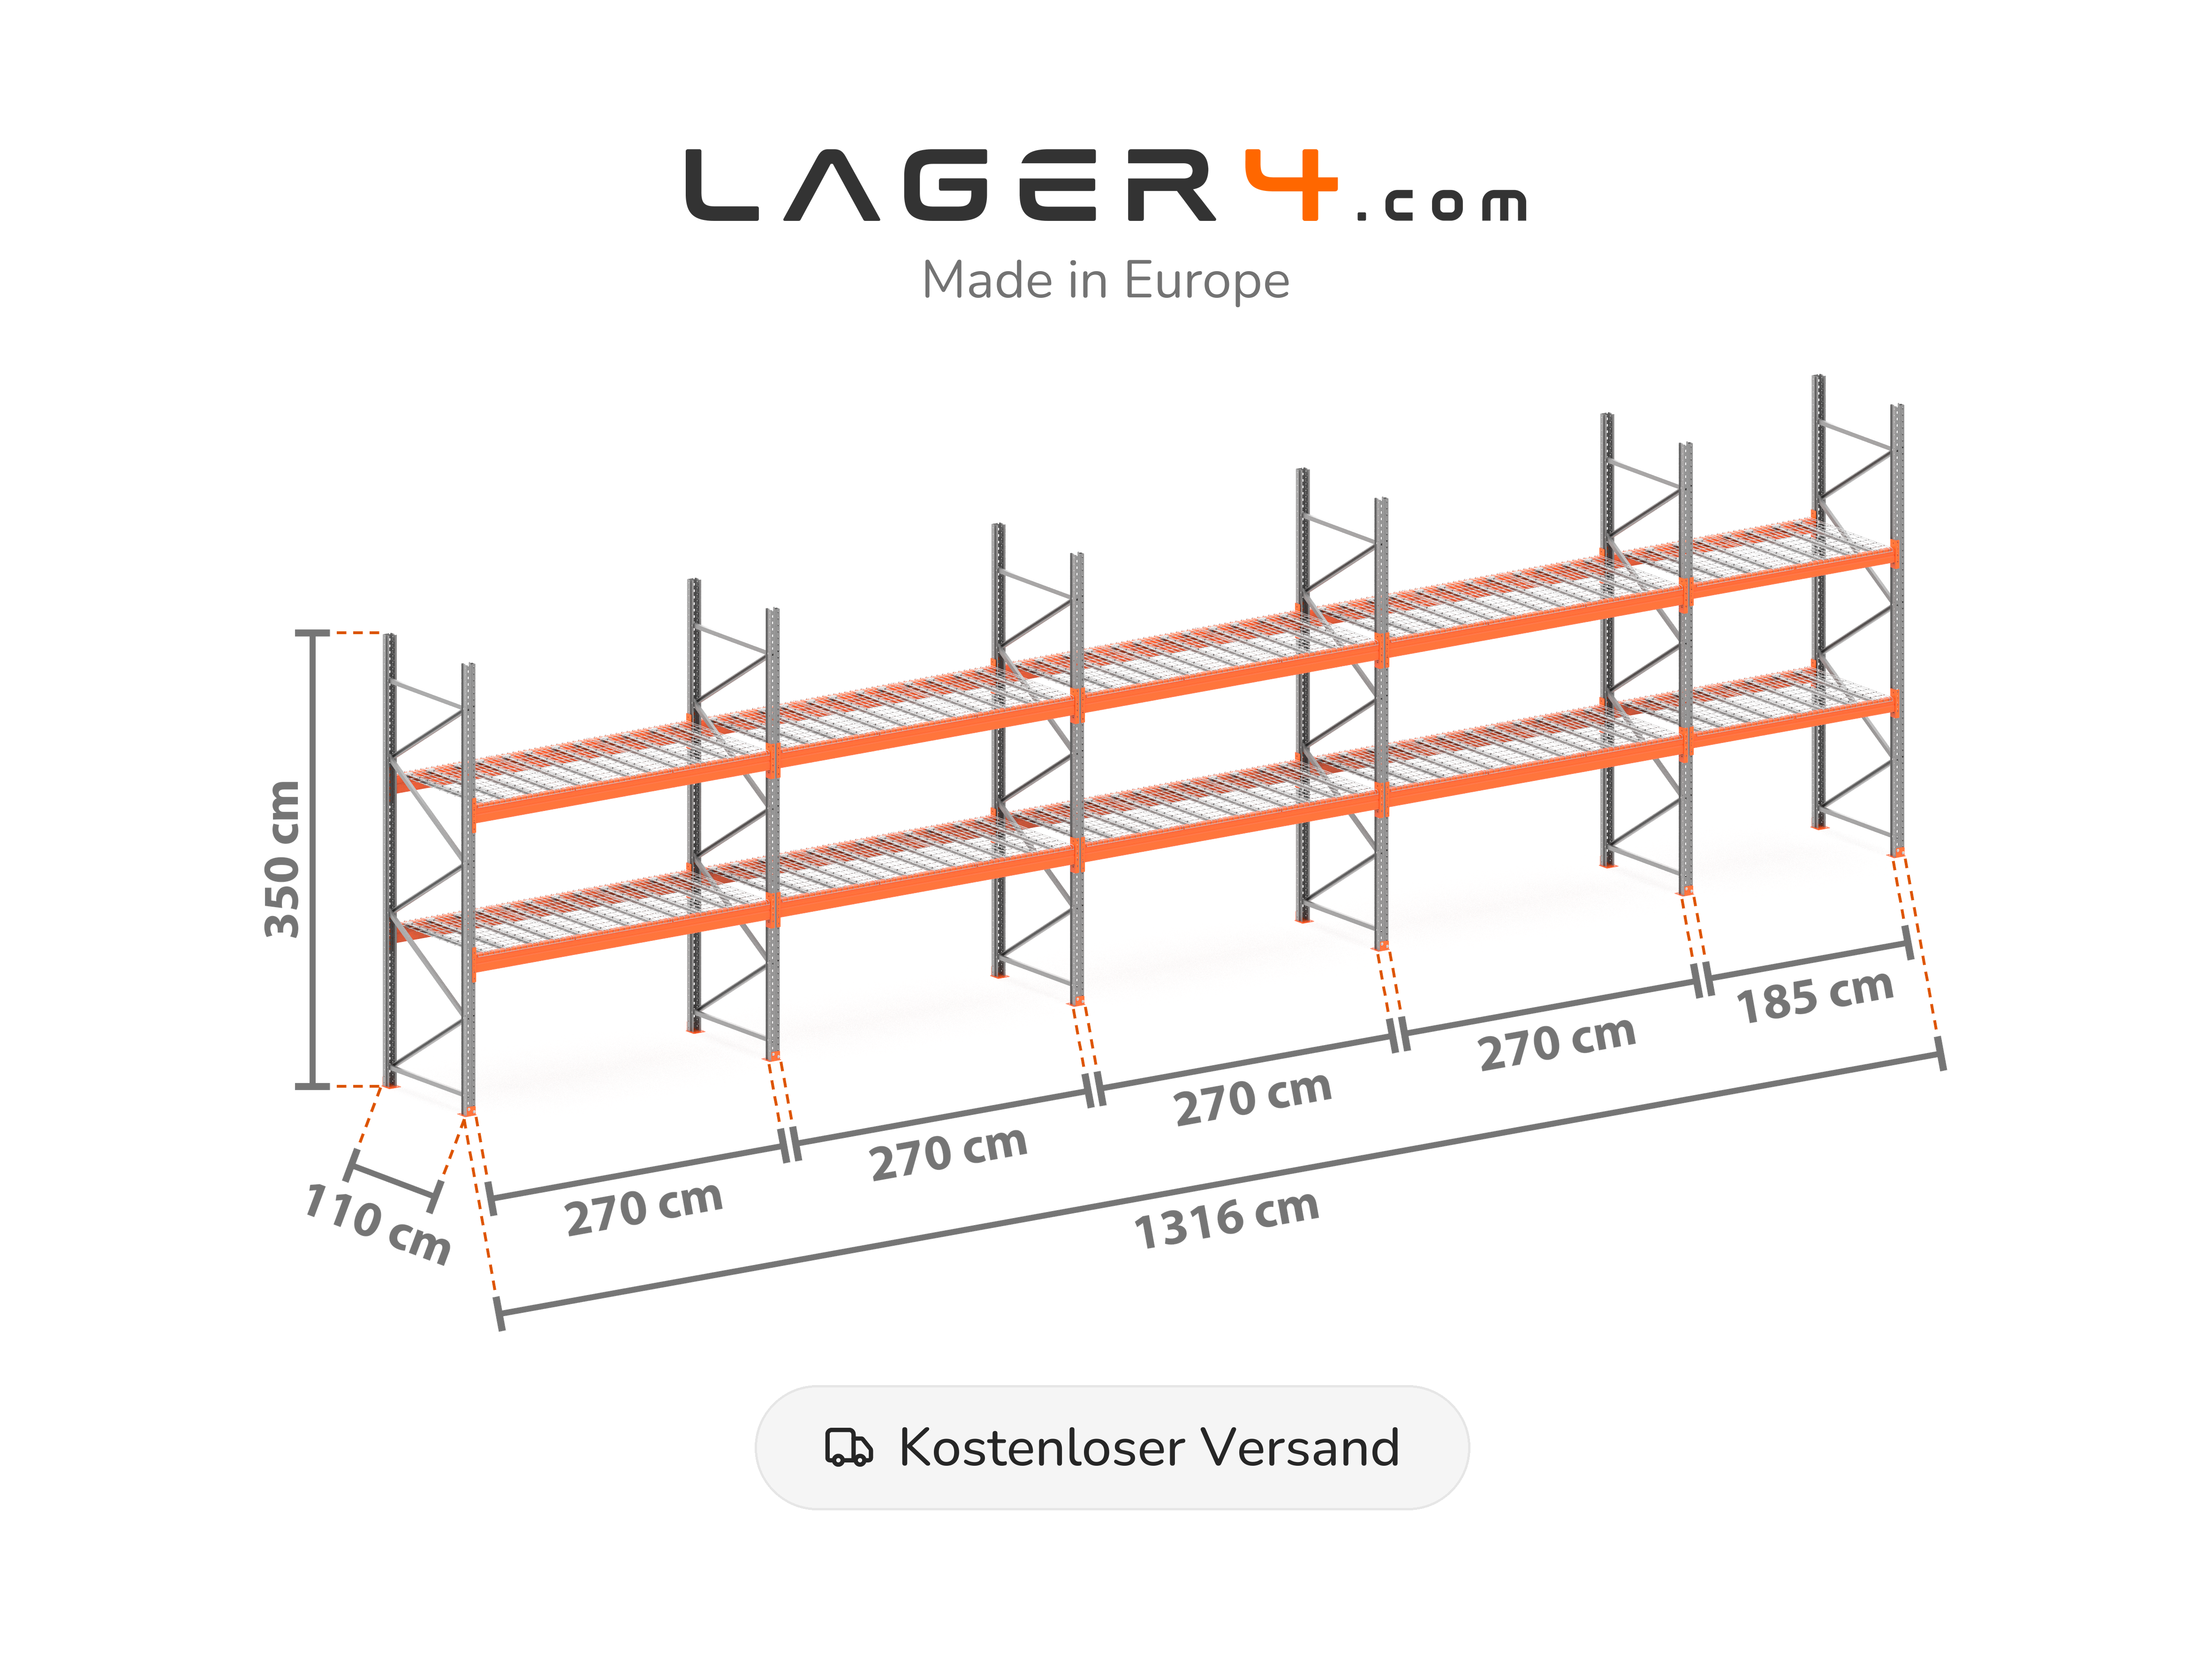 LAGER4.com
Made in Europe
350 cm
110 cm
270 cm
270 cm
270 cm
270 cm
185 cm
1316 cm
Kostenloser Versand